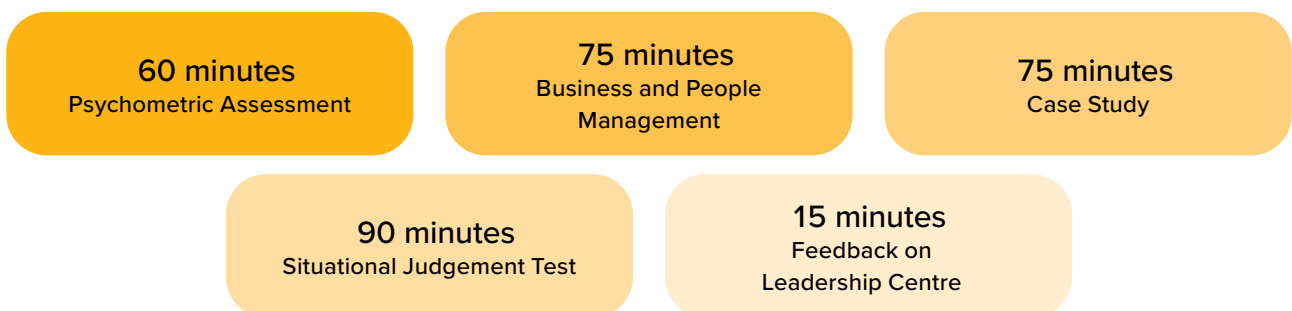 60 minutes
Psychometric Assessment
75 minutes
Business and People
Management
75 minutes
Case Study
90 minutes
Situational Judgement Test
15 minutes
Feedback on
Leadership Centre